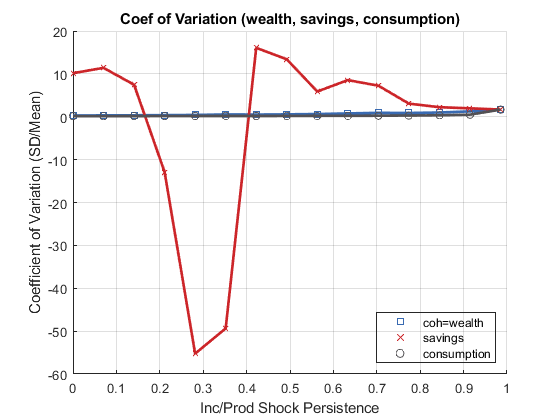 Coef of Variation (wealth, savings, consumption)
20
10
0
-10
-20
-30
-40
-50
-60
Coefficient of Variation (SD/Mean)
coh=wealth
savings
consumption
0 0.1 0.2 0.3 0.4 0.5 0.6 0.7 0.8 0.9 1
Inc/Prod Shock Persistence